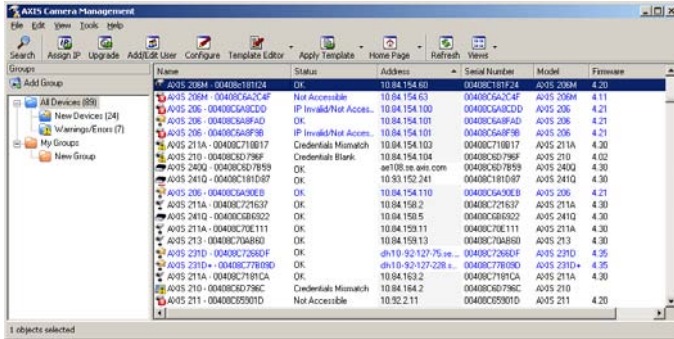 AXIS Camera Management
File Edit View Tools Help
Search Assign IP Upgrade Add/Edit User Configure Template Editor Apply Template Home Page Refresh Views
Groups
Add Group
All Devices (89)
New Devices (24)
Warnings/Errors (7)
My Groups
New Group
Name Status Address Serial Number Model Firmware
AXIS 206M - 00408c181f24 OK 10.84.154.60 00408C181F24 AXIS 206M 4.20
AXIS 206M - 00408C6A2C4F Not Accessible 10.84.154.63 00408C6A2C4F AXIS 206M 4.11
AXIS 206 - 00408C6A8CDD IP Invalid/Not Acces... 10.84.154.100 00408C6A8CDD AXIS 206 4.21
AXIS 206 - 00408C6A8FAD OK 10.84.154.101 00408C6A8FAD AXIS 206 4.21
AXIS 206 - 00408C6A8F9B IP Invalid/Not Acces... 10.84.154.101 00408C6A8F9B AXIS 206 4.21
AXIS 211A - 00408C710B17 Credentials Mismatch 10.84.154.103 00408C710B17 AXIS 211A 4.30
AXIS 210 - 00408C6D796F Credentials Blank 10.84.154.104 00408C6D796F AXIS 210 4.02
AXIS 240Q - 00408C6D7B59 OK ae108.se.axis.com 00408C6D7B59 AXIS 240Q 4.30
AXIS 241Q - 00408C181D87 OK 10.93.152.241 00408C181D87 AXIS 241Q 4.30
AXIS 206 - 00408C6A90EB OK 10.84.154.110 00408C6A90EB AXIS 206 4.21
AXIS 211A - 00408C721637 OK 10.84.158.2 00408C721637 AXIS 211A 4.30
AXIS 241Q - 00408C6B6922 OK 10.84.158.5 00408C6B6922 AXIS 241Q 4.30
AXIS 211A - 00408C70E111 OK 10.84.159.11 00408C70E111 AXIS 211A 4.30
AXIS 213 - 00408C70AB60 OK 10.84.159.13 00408C70AB60 AXIS 213 4.30
AXIS 231D - 00408C7266DF OK dh10-92-127-75.se.... 00408C7266DF AXIS 231D 4.35
AXIS 231D+ - 00408C77B09D OK dh10-92-127-228.s... 00408C77B09D AXIS 231D+ 4.35
AXIS 211A - 00408C7181CA OK 10.84.163.2 00408C7181CA AXIS 211A 4.30
AXIS 210 - 00408C6D796C Credentials Mismatch 10.84.164.2 00408C6D796C AXIS 210
AXIS 211 - 00408C65901D Not Accessible 10.92.2.11 00408C65901D AXIS 211 4.20
1 objects selected